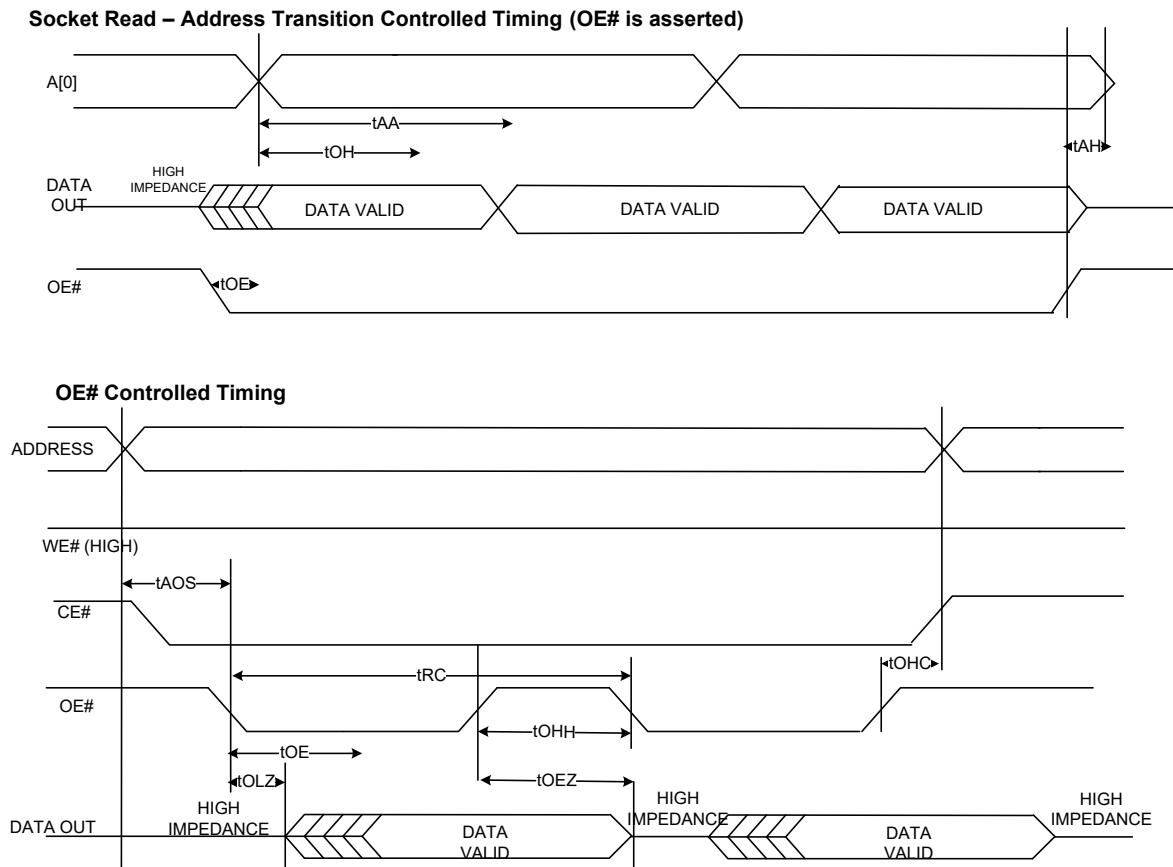 Socket Read – Address Transition Controlled Timing (OE# is asserted)
A[0]
tAA
tAH
tOH
HIGH
IMPEDANCE
DATA
OUT
DATA VALID
DATA VALID
DATA VALID
tOE
OE#
OE# Controlled Timing
ADDRESS
WE# (HIGH)
tAOS
CE#
tOHC
tRC
OE#
tOHH
tOE
tOEZ
tOLZ
HIGH
IMPEDANCE
HIGH
IMPEDANCE
HIGH
IMPEDANCE
DATA OUT
DATA
VALID
DATA
VALID